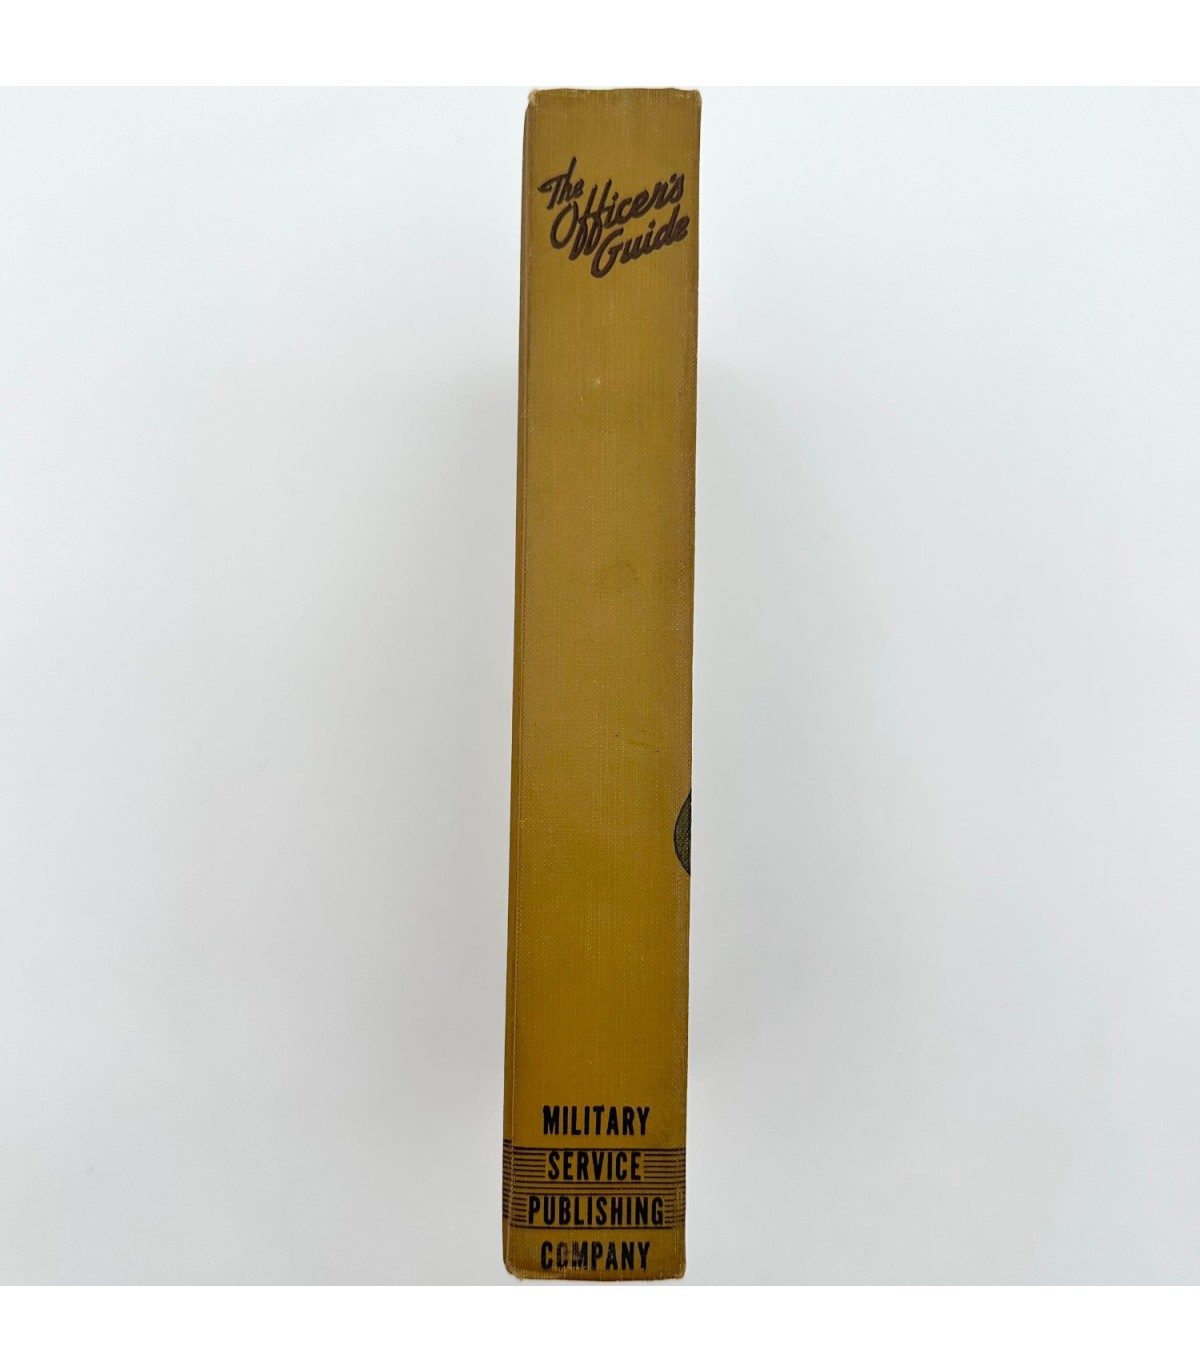 The
Officer's
Guide
MILITARY
SERVICE
PUBLISHING
COMPANY